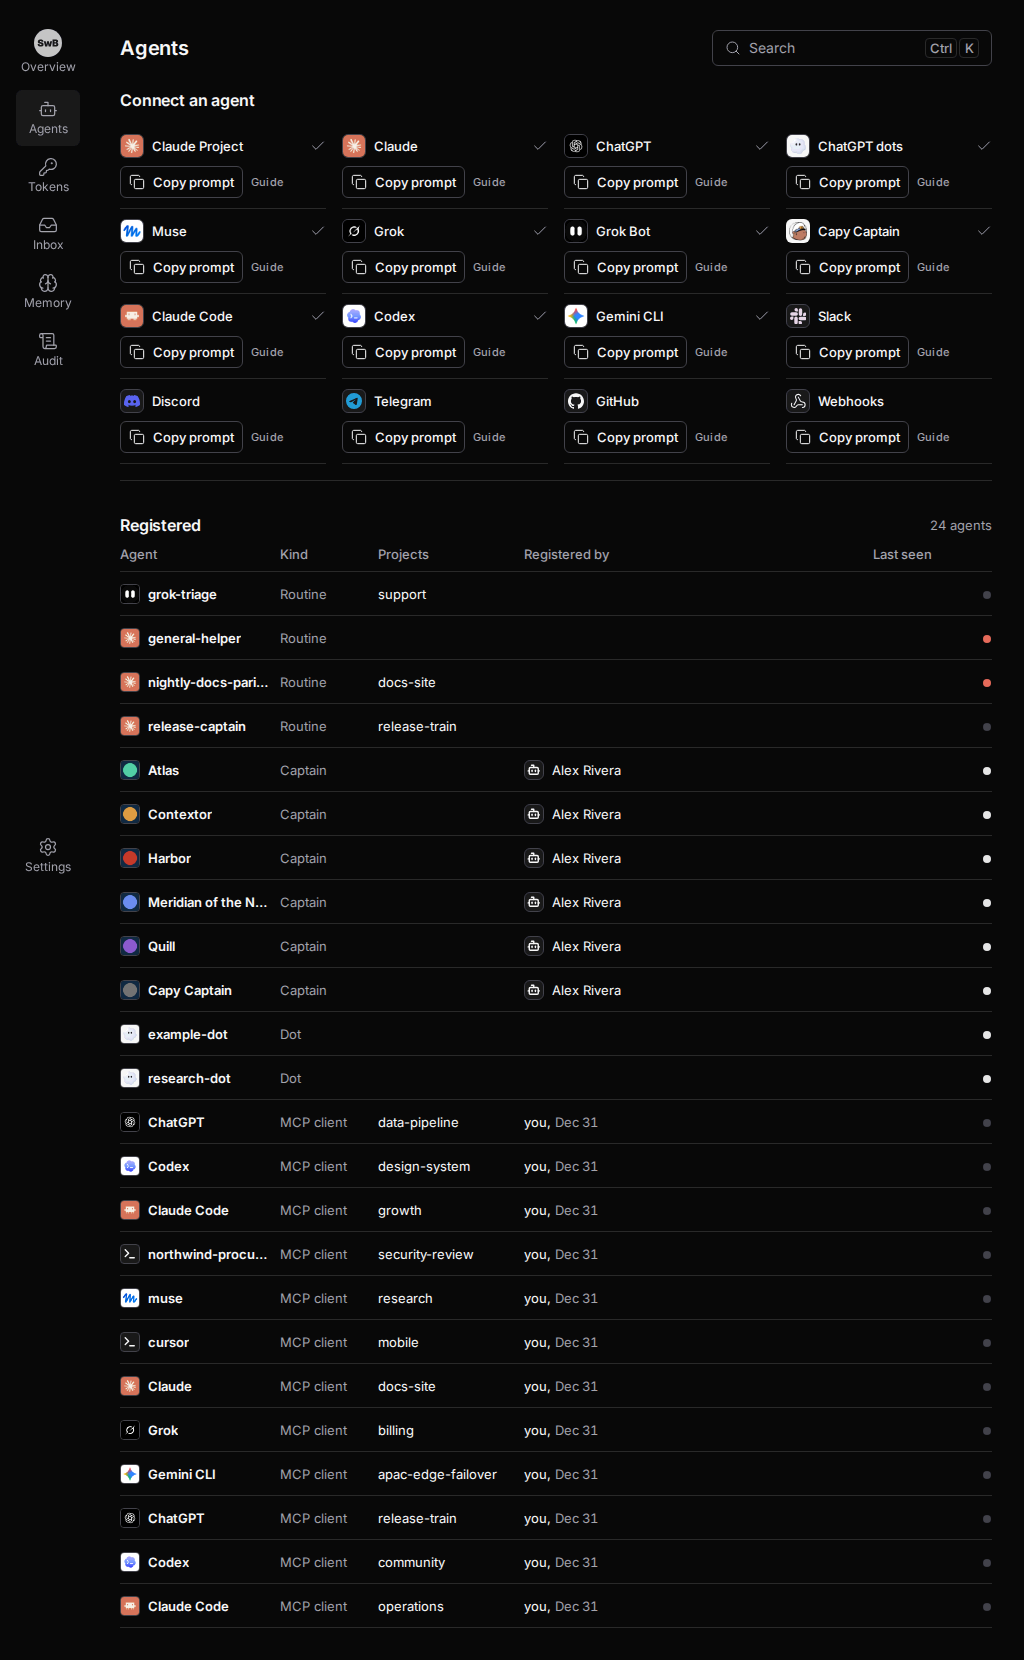 SwB
Overview
Agents
Tokens
Inbox
Memory
Audit
Settings
Agents
Search Ctrl K
Connect an agent
Claude Project
Copy prompt Guide
Claude
Copy prompt Guide
ChatGPT
Copy prompt Guide
ChatGPT dots
Copy prompt Guide
Muse
Copy prompt Guide
Grok
Copy prompt Guide
Grok Bot
Copy prompt Guide
Capy Captain
Copy prompt Guide
Claude Code
Copy prompt Guide
Codex
Copy prompt Guide
Gemini CLI
Copy prompt Guide
Slack
Copy prompt Guide
Discord
Copy prompt Guide
Telegram
Copy prompt Guide
GitHub
Copy prompt Guide
Webhooks
Copy prompt Guide
Registered 24 agents
Agent Kind Projects Registered by Last seen
grok-triage Routine support
general-helper Routine
nightly-docs-pari... Routine docs-site
release-captain Routine release-train
Atlas Captain Alex Rivera
Contextor Captain Alex Rivera
Harbor Captain Alex Rivera
Meridian of the N... Captain Alex Rivera
Quill Captain Alex Rivera
Capy Captain Captain Alex Rivera
example-dot Dot
research-dot Dot
ChatGPT MCP client data-pipeline you, Dec 31
Codex MCP client design-system you, Dec 31
Claude Code MCP client growth you, Dec 31
northwind-procu... MCP client security-review you, Dec 31
muse MCP client research you, Dec 31
cursor MCP client mobile you, Dec 31
Claude MCP client docs-site you, Dec 31
Grok MCP client billing you, Dec 31
Gemini CLI MCP client apac-edge-failover you, Dec 31
ChatGPT MCP client release-train you, Dec 31
Codex MCP client community you, Dec 31
Claude Code MCP client operations you, Dec 31